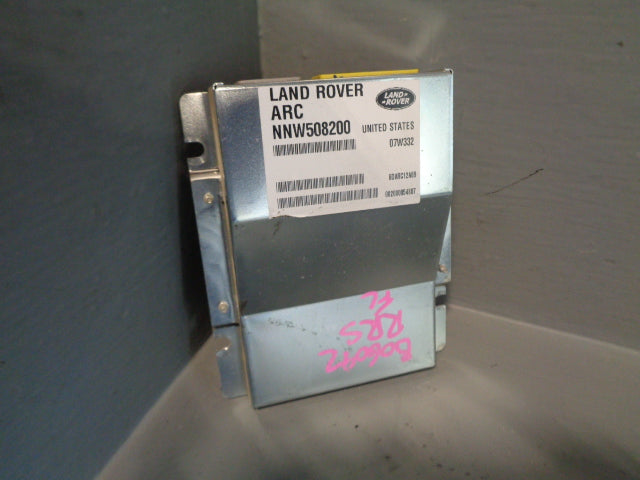 LAND ROVER
ARC
NNW508200
LAND ROVER
UNITED STATES
07W332
RRS